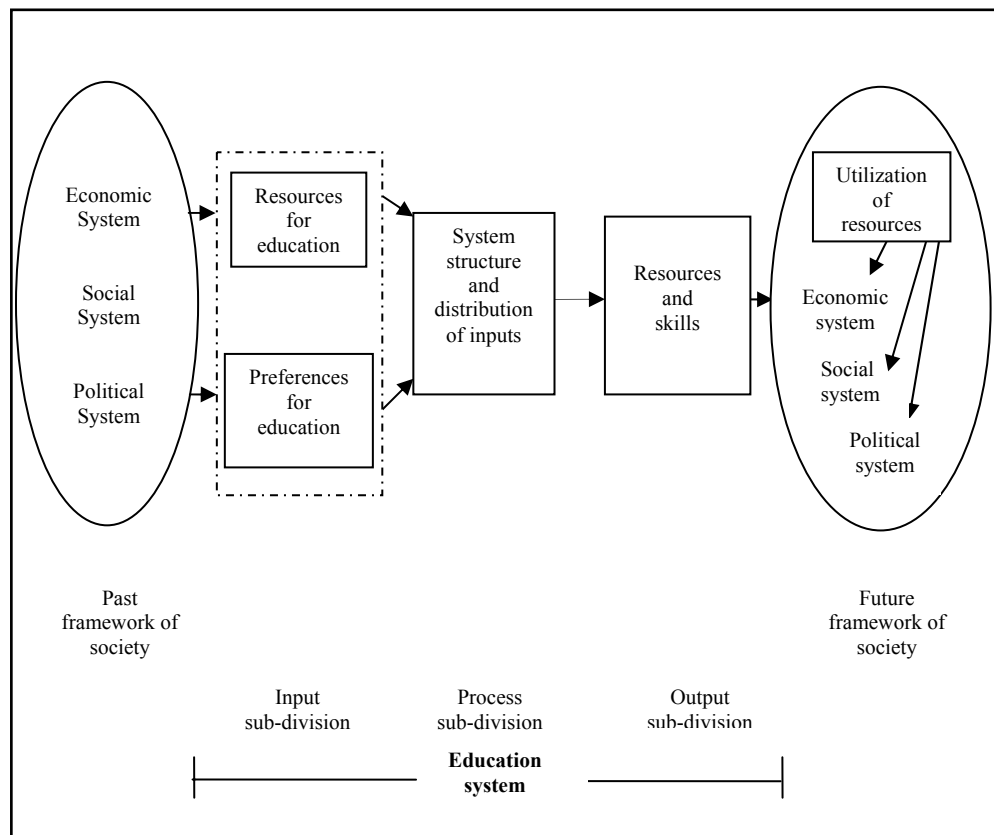 Economic
System
Social
System
Political
System
Resources
for
education
Preferences
for
education
System
structure
and
distribution
of inputs
Resources
and
skills
Utilization
of
resources
Economic
system
Social
system
Political
system
Past
framework of
society
Future
framework of
society
Input
sub-division
Process
sub-division
Output
sub-division
Education
system